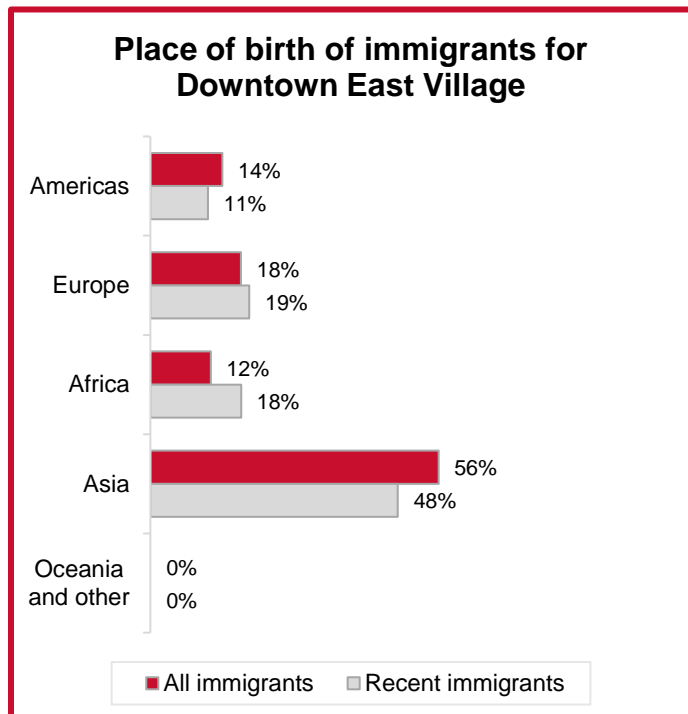 Place of birth of immigrants for
Downtown East Village
Americas
14%
11%
Europe
18%
19%
Africa
12%
18%
Asia
56%
48%
Oceania
and other
0%
0%
All immigrants
Recent immigrants